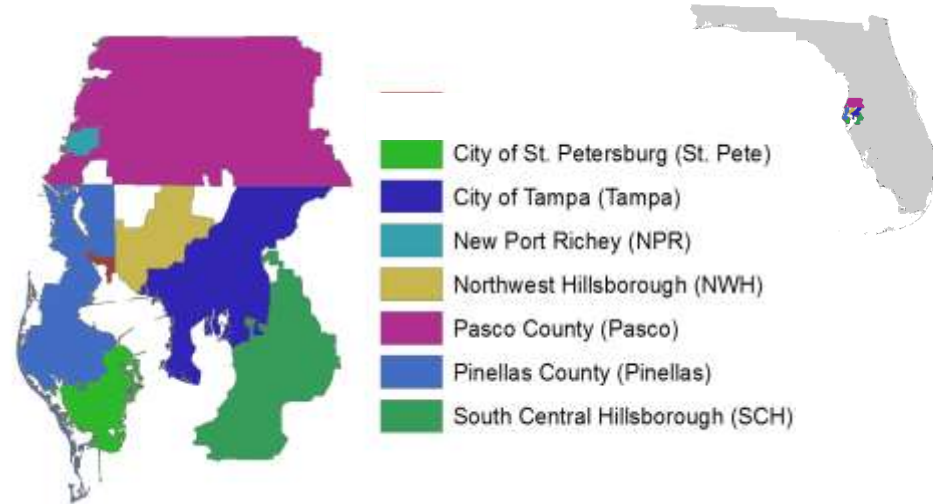 City of St. Petersburg (St. Pete)
City of Tampa (Tampa)
New Port Richey (NPR)
Northwest Hillsborough (NWH)
Pasco County (Pasco)
Pinellas County (Pinellas)
South Central Hillsborough (SCH)